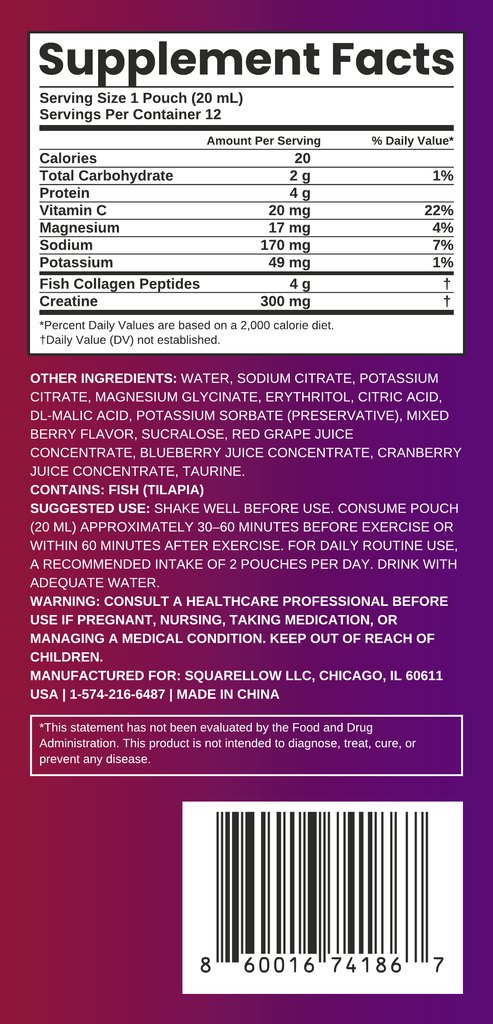 Supplement Facts
Serving Size 1 Pouch (20 mL)
Servings Per Container 12
Amount Per Serving % Daily Value*
Calories 20
Total Carbohydrate 2 g 1%
Protein 4 g
Vitamin C 20 mg 22%
Magnesium 17 mg 4%
Sodium 170 mg 7%
Potassium 49 mg 1%
Fish Collagen Peptides 4 g †
Creatine 300 mg †
*Percent Daily Values are based on a 2,000 calorie diet.
†Daily Value (DV) not established.
OTHER INGREDIENTS: WATER, SODIUM CITRATE, POTASSIUM
CITRATE, MAGNESIUM GLYCINATE, ERYTHRITOL, CITRIC ACID,
DL-MALIC ACID, POTASSIUM SORBATE (PRESERVATIVE), MIXED
BERRY FLAVOR, SUCRALOSE, RED GRAPE JUICE
CONCENTRATE, BLUEBERRY JUICE CONCENTRATE, CRANBERRY
JUICE CONCENTRATE, TAURINE.
CONTAINS: FISH (TILAPIA)
SUGGESTED USE: SHAKE WELL BEFORE USE. CONSUME POUCH
(20 ML) APPROXIMATELY 30–60 MINUTES BEFORE EXERCISE OR
WITHIN 60 MINUTES AFTER EXERCISE. FOR DAILY ROUTINE USE,
A RECOMMENDED INTAKE OF 2 POUCHES PER DAY. DRINK WITH
ADEQUATE WATER.
WARNING: CONSULT A HEALTHCARE PROFESSIONAL BEFORE
USE IF PREGNANT, NURSING, TAKING MEDICATION, OR
MANAGING A MEDICAL CONDITION. KEEP OUT OF REACH OF
CHILDREN.
MANUFACTURED FOR: SQUARELLOW LLC, CHICAGO, IL 60611
USA | 1-574-216-6487 | MADE IN CHINA
*This statement has not been evaluated by the Food and Drug
Administration. This product is not intended to diagnose, treat, cure, or
prevent any disease.
8 60016 74186 7